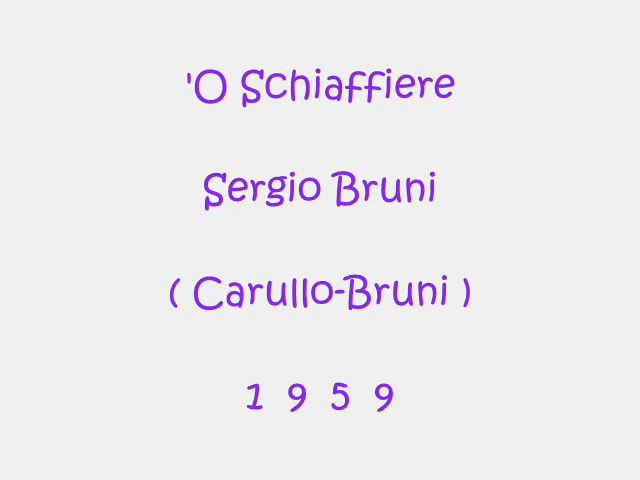 'O Schiaffiere
Sergio Bruni
( Carullo-Bruni )
1 9 5 9